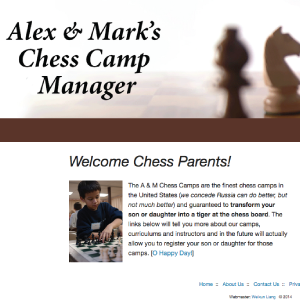 Alex & Mark's
Chess Camp
Manager
Welcome Chess Parents!
The A & M Chess Camps are the finest chess camps in
the United States (we concede Russia can do better, but
not much better) and guaranteed to transform your
son or daughter into a tiger at the chess board. The
links below will tell you more about our camps,
curriculums and instructors and in the future will actually
allow you to register your son or daughter for those
camps. [O Happy Day!]
Home :: About Us :: Contact Us :: Priva
Webmaster: Weikun Liang © 2014